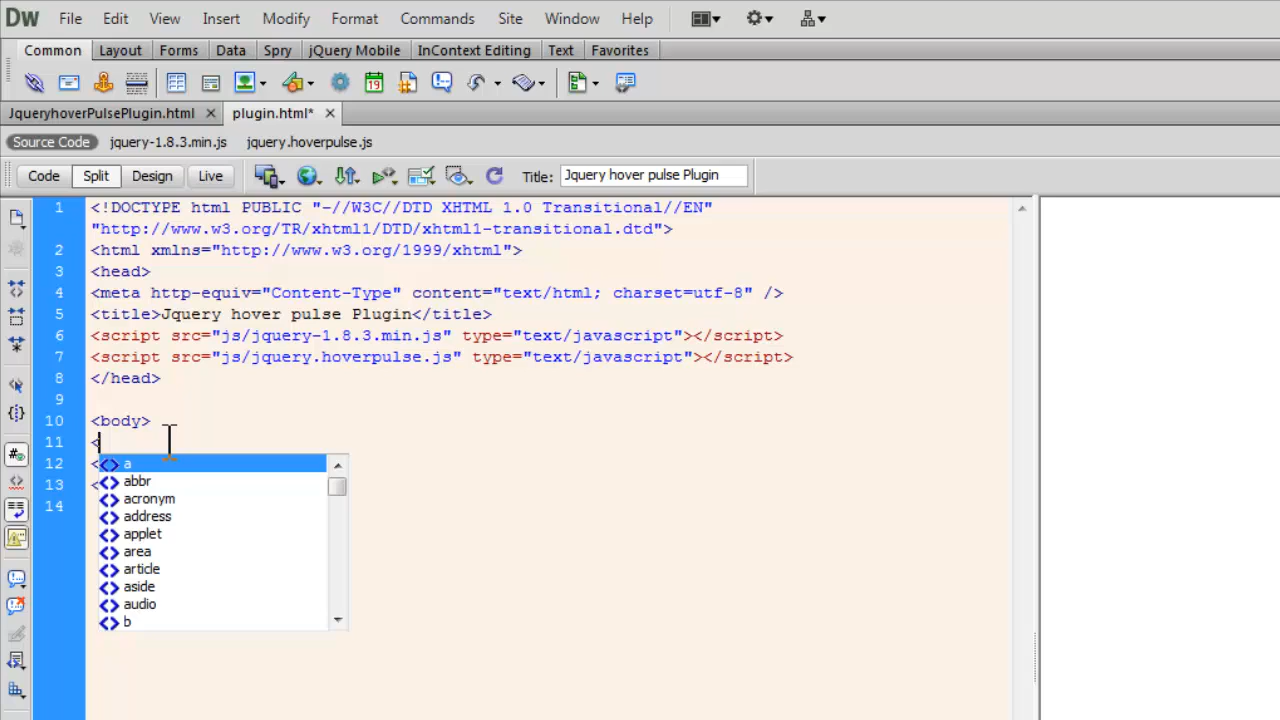 Dw File Edit View Insert Modify Format Commands Site Window Help
Common Layout Forms Data Spry jQuery Mobile InContext Editing Text Favorites
19
JqueryhoverPulsePlugin.html plugin.html*
Source Code jquery-1.8.3.min.js jquery.hoverpulse.js
Code Split Design Live Title: Jquery hover pulse Plugin
1 <!DOCTYPE html PUBLIC "-//W3C//DTD XHTML 1.0 Transitional//EN"
"http://www.w3.org/TR/xhtml1/DTD/xhtml1-transitional.dtd">
2 <html xmlns="http://www.w3.org/1999/xhtml">
3 <head>
4 <meta http-equiv="Content-Type" content="text/html; charset=utf-8" />
5 <title>Jquery hover pulse Plugin</title>
6 <script src="js/jquery-1.8.3.min.js" type="text/javascript"></script>
7 <script src="js/jquery.hoverpulse.js" type="text/javascript"></script>
8 </head>
9
10 <body>
11 <
12 <
13 <
14
a
abbr
acronym
address
applet
area
article
aside
audio
b